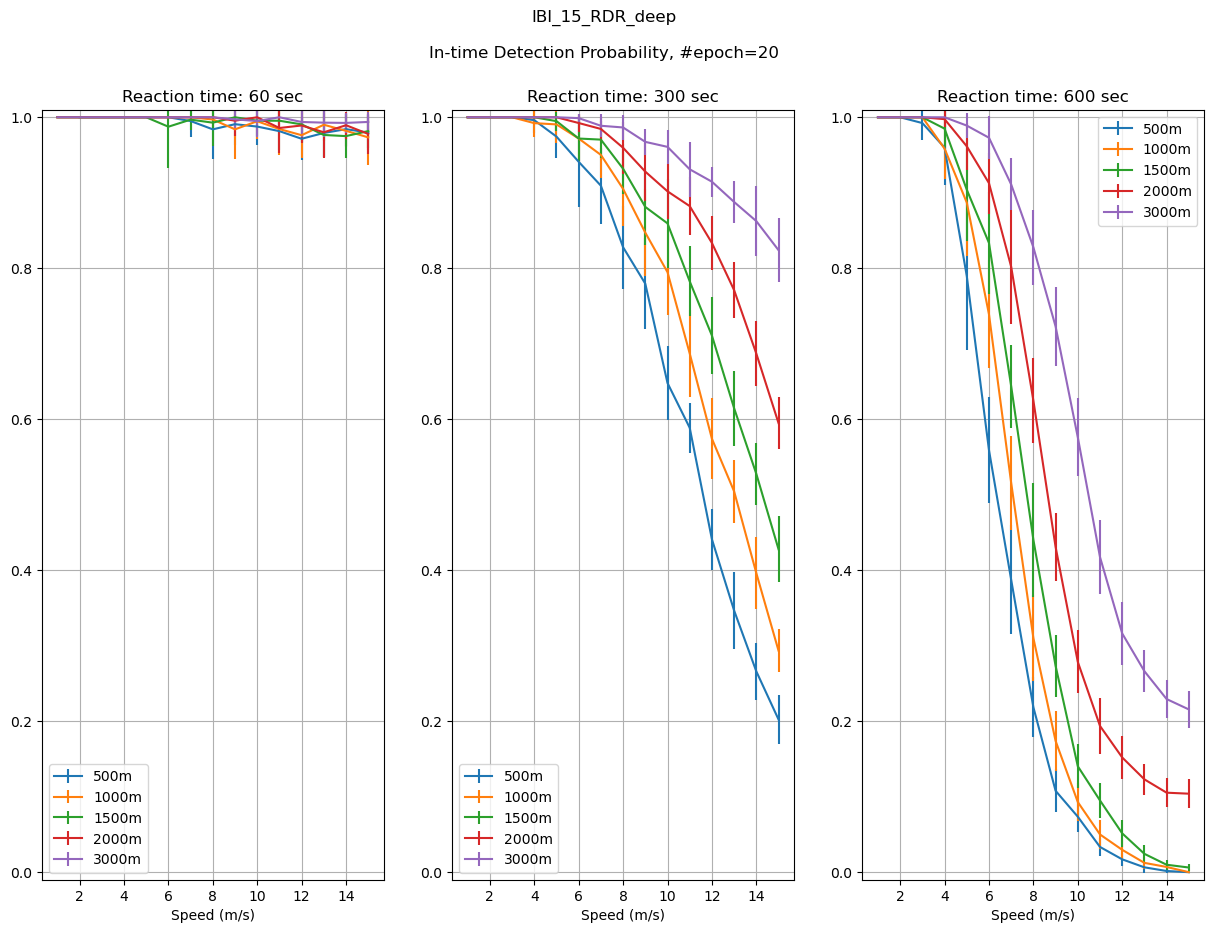 IBI_15_RDR_deep
In-time Detection Probability, #epoch=20
Reaction time: 60 sec
1.0
0.8
0.6
0.4
0.2
0.0
500m
1000m
1500m
2000m
3000m
2 4 6 8 10 12 14
Speed (m/s)
Reaction time: 300 sec
1.0
0.8
0.6
0.4
0.2
0.0
500m
1000m
1500m
2000m
3000m
2 4 6 8 10 12 14
Speed (m/s)
Reaction time: 600 sec
1.0
0.8
0.6
0.4
0.2
0.0
500m
1000m
1500m
2000m
3000m
2 4 6 8 10 12 14
Speed (m/s)